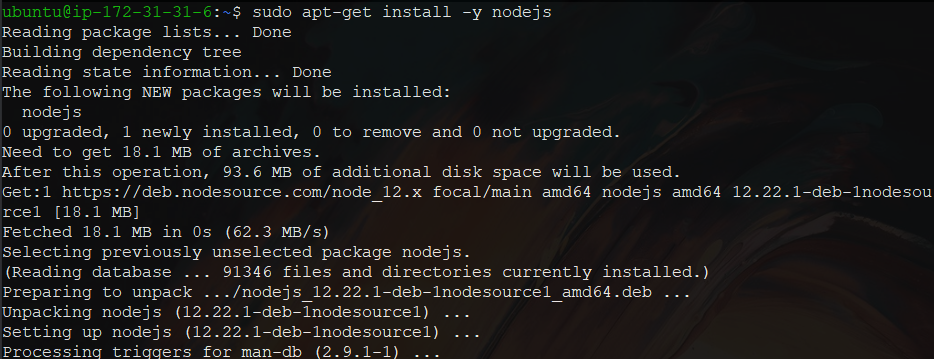 ubuntu@ip-172-31-31-6:~$ sudo apt-get install -y nodejs
Reading package lists... Done
Building dependency tree
Reading state information... Done
The following NEW packages will be installed:
  nodejs
0 upgraded, 1 newly installed, 0 to remove and 0 not upgraded.
Need to get 18.1 MB of archives.
After this operation, 93.6 MB of additional disk space will be used.
Get:1 https://deb.nodesource.com/node_12.x focal/main amd64 nodejs amd64 12.22.1-deb-1nodesou
rce1 [18.1 MB]
Fetched 18.1 MB in 0s (62.3 MB/s)
Selecting previously unselected package nodejs.
(Reading database ... 91346 files and directories currently installed.)
Preparing to unpack .../nodejs_12.22.1-deb-1nodesource1_amd64.deb ...
Unpacking nodejs (12.22.1-deb-1nodesource1) ...
Setting up nodejs (12.22.1-deb-1nodesource1) ...
Processing triggers for man-db (2.9.1-1) ...